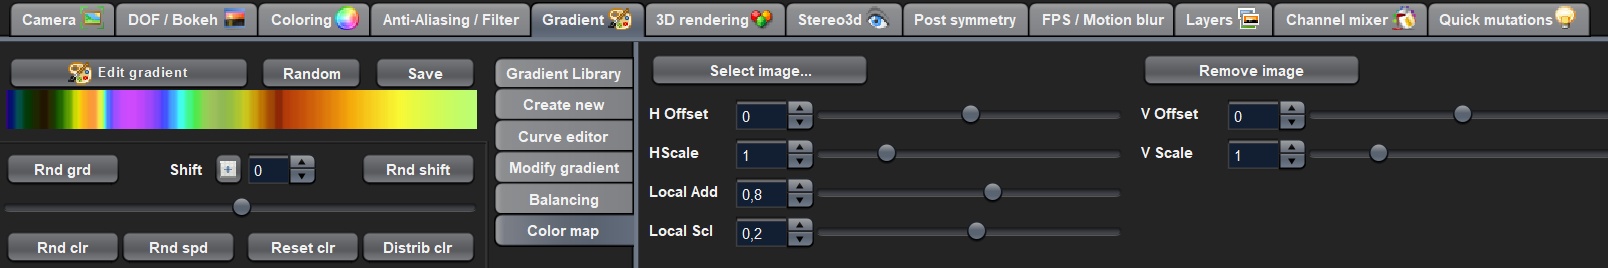 Camera DOF / Bokeh Coloring Anti-Aliasing / Filter Gradient 3D rendering Stereo3d Post symmetry FPS / Motion blur Layers Channel mixer Quick mutations
Edit gradient Random Save
Rnd grd Shift 0 Rnd shift
Rnd clr Rnd spd Reset clr Distrib clr
Gradient Library
Create new
Curve editor
Modify gradient
Balancing
Color map
Select image... Remove image
H Offset 0 V Offset 0
HScale 1 V Scale 1
Local Add 0,8
Local Scl 0,2